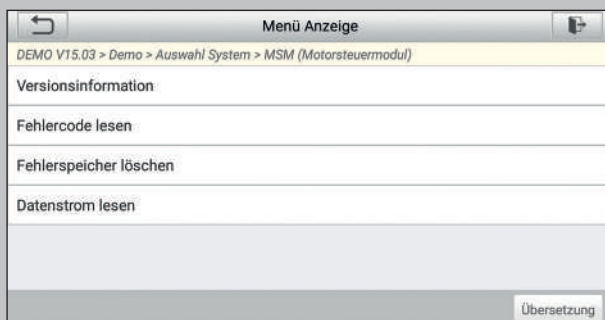 Menü Anzeige
DEMO V15.03 > Demo > Auswahl System > MSM (Motorsteuermodul)
Versionsinformation
Fehlercode lesen
Fehlerspeicher löschen
Datenstrom lesen
Übersetzung